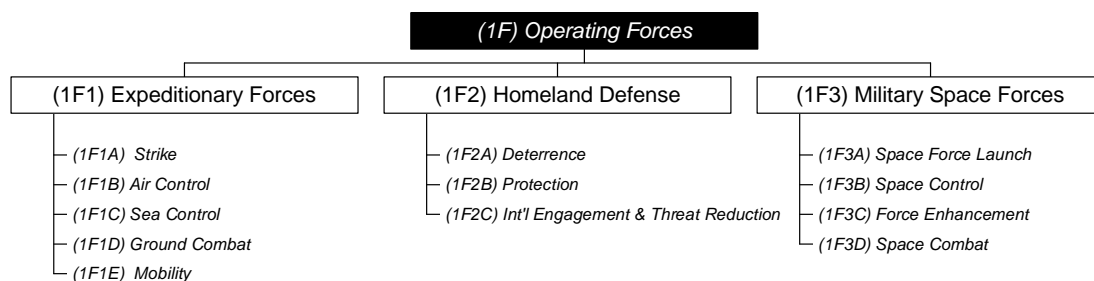 (1F) Operating Forces
(1F1) Expeditionary Forces
(1F1A) Strike
(1F1B) Air Control
(1F1C) Sea Control
(1F1D) Ground Combat
(1F1E) Mobility
(1F2) Homeland Defense
(1F2A) Deterrence
(1F2B) Protection
(1F2C) Int'l Engagement & Threat Reduction
(1F3) Military Space Forces
(1F3A) Space Force Launch
(1F3B) Space Control
(1F3C) Force Enhancement
(1F3D) Space Combat